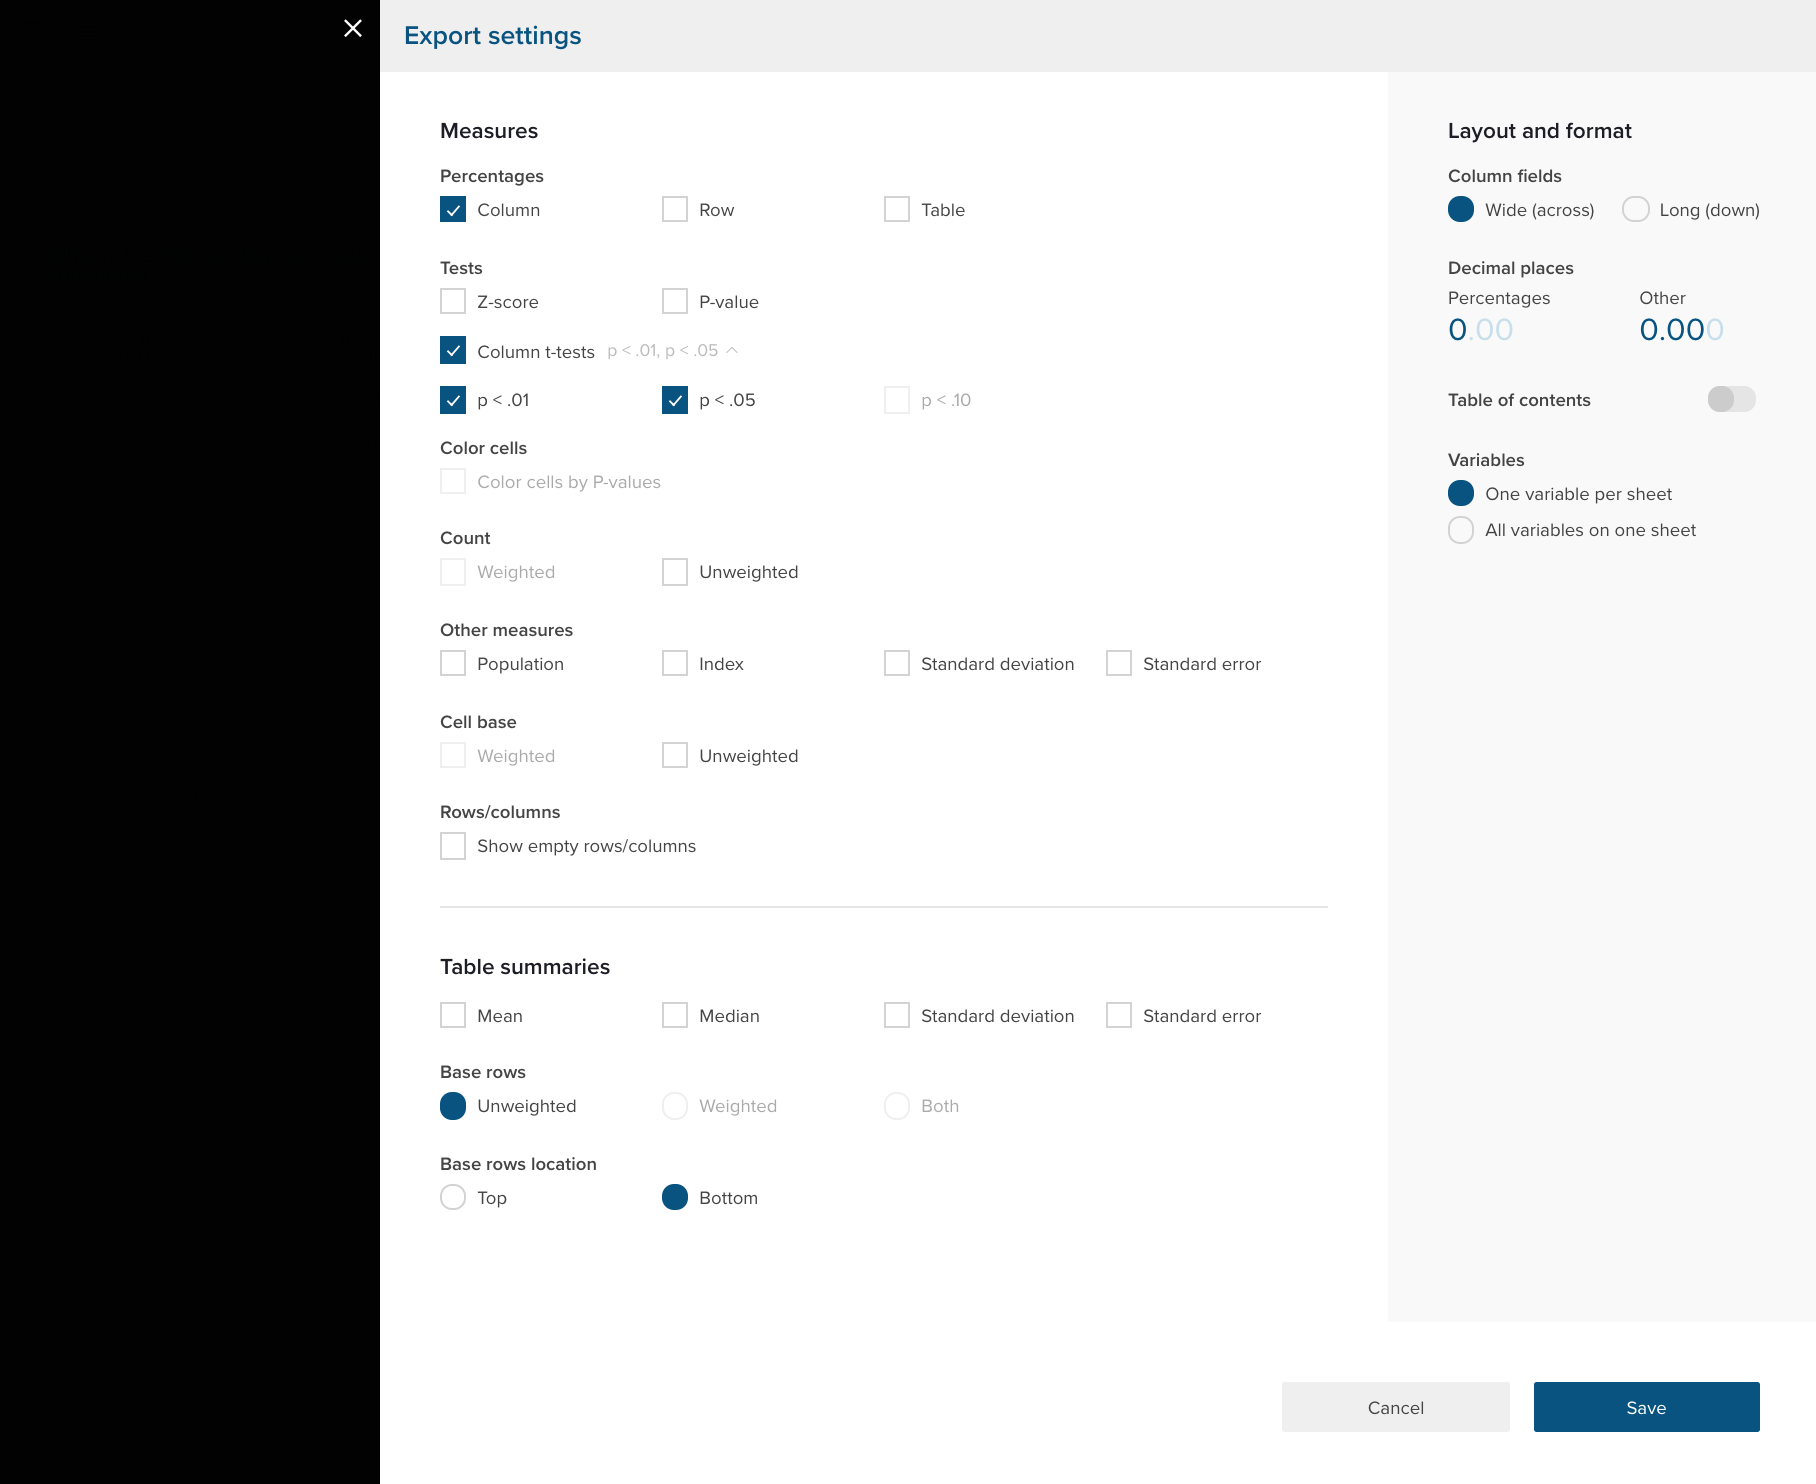 Export settings
Measures
Percentages
Column
Row
Table
Tests
Z-score
P-value
Column t-tests p < .01, p < .05
p < .01
p < .05
p < .10
Color cells
Color cells by P-values
Count
Weighted
Unweighted
Other measures
Population
Index
Standard deviation
Standard error
Cell base
Weighted
Unweighted
Rows/columns
Show empty rows/columns
Table summaries
Mean
Median
Standard deviation
Standard error
Base rows
Unweighted
Weighted
Both
Base rows location
Top
Bottom
Layout and format
Column fields
Wide (across)
Long (down)
Decimal places
Percentages
Other
0.00
0.000
Table of contents
Variables
One variable per sheet
All variables on one sheet
Cancel
Save